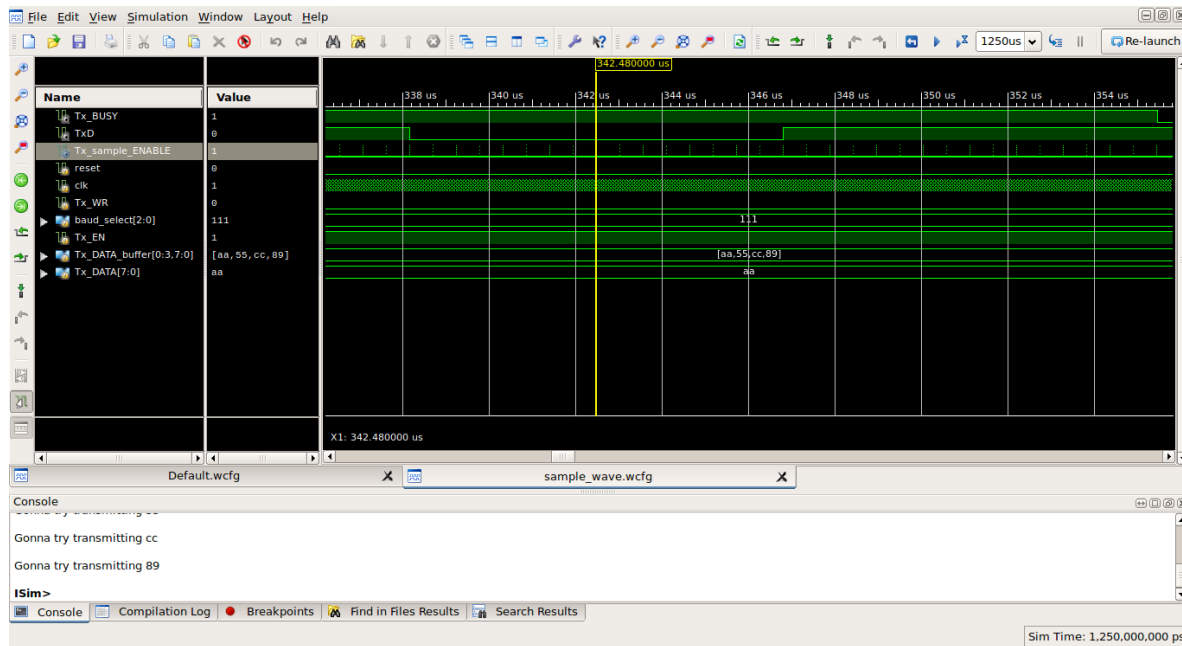 File Edit View Simulation Window Layout Help
1250us
Re-launch
342.480000 us
Name
Value
338 us
340 us
342 us
344 us
346 us
348 us
350 us
352 us
354 us
Tx_BUSY 1
TxD 0
Tx_sample_ENABLE 1
reset 0
clk 1
Tx_WR 0
baud_select[2:0] 111 111
Tx_EN 1
Tx_DATA_buffer[0:3,7:0] [aa,55,cc,89] [aa,55,cc,89]
Tx_DATA[7:0] aa aa
X1: 342.480000 us
Default.wcfg
sample_wave.wcfg
Console
Gonna try transmitting cc
Gonna try transmitting 89
ISim>
Console Compilation Log Breakpoints Find in Files Results Search Results
Sim Time: 1,250,000,000 ps